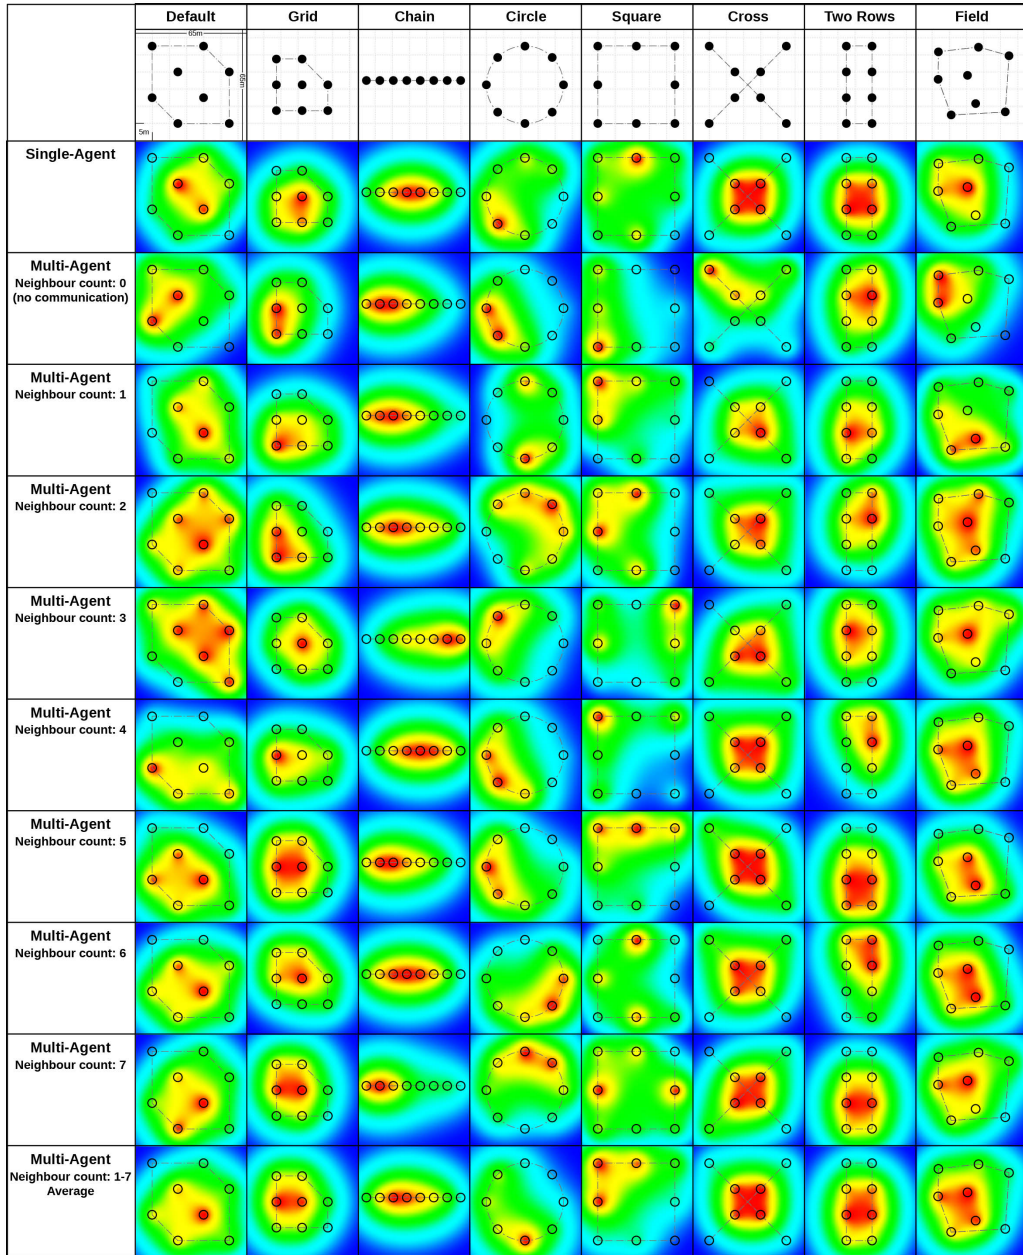 Default Grid Chain Circle Square Cross Two Rows Field
65m
65m
5m
Single-Agent
Multi-Agent
Neighbour count: 0
(no communication)
Multi-Agent
Neighbour count: 1
Multi-Agent
Neighbour count: 2
Multi-Agent
Neighbour count: 3
Multi-Agent
Neighbour count: 4
Multi-Agent
Neighbour count: 5
Multi-Agent
Neighbour count: 6
Multi-Agent
Neighbour count: 7
Multi-Agent
Neighbour count: 1-7
Average